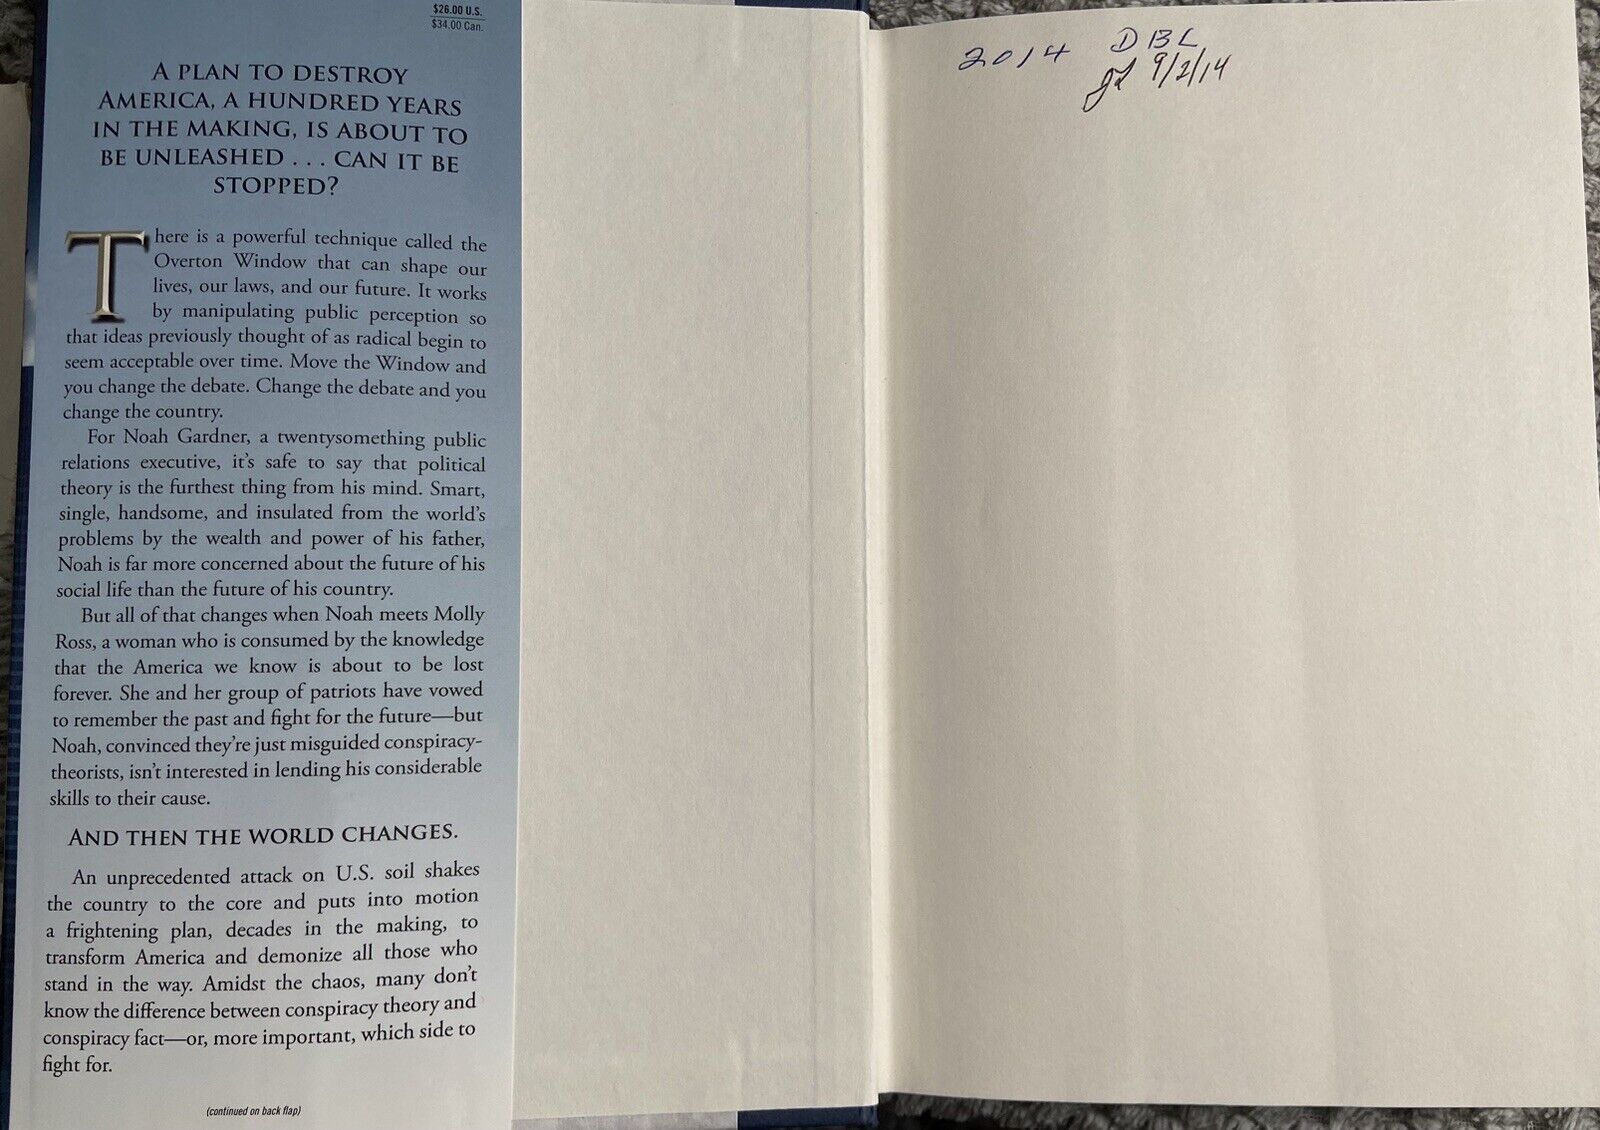 $26.00 U.S.
$34.00 Can.
A PLAN TO DESTROY
AMERICA, A HUNDRED YEARS
IN THE MAKING, IS ABOUT TO
BE UNLEASHED . . . CAN IT BE
STOPPED?
There is a powerful technique called the
Overton Window that can shape our
lives, our laws, and our future. It works
by manipulating public perception so
that ideas previously thought of as radical begin to
seem acceptable over time. Move the Window and
you change the debate. Change the debate and you
change the country.
For Noah Gardner, a twentysomething public
relations executive, it's safe to say that political
theory is the furthest thing from his mind. Smart,
single, handsome, and insulated from the world's
problems by the wealth and power of his father,
Noah is far more concerned about the future of his
social life than the future of his country.
But all of that changes when Noah meets Molly
Ross, a woman who is consumed by the knowledge
that the America we know is about to be lost
forever. She and her group of patriots have vowed
to remember the past and fight for the future—but
Noah, convinced they're just misguided conspiracy-
theorists, isn't interested in lending his considerable
skills to their cause.
AND THEN THE WORLD CHANGES.
An unprecedented attack on U.S. soil shakes
the country to the core and puts into motion
a frightening plan, decades in the making, to
transform America and demonize all those who
stand in the way. Amidst the chaos, many don't
know the difference between conspiracy theory and
conspiracy fact—or, more important, which side to
fight for.
(continued on back flap)
2014 DBL
9/2/14